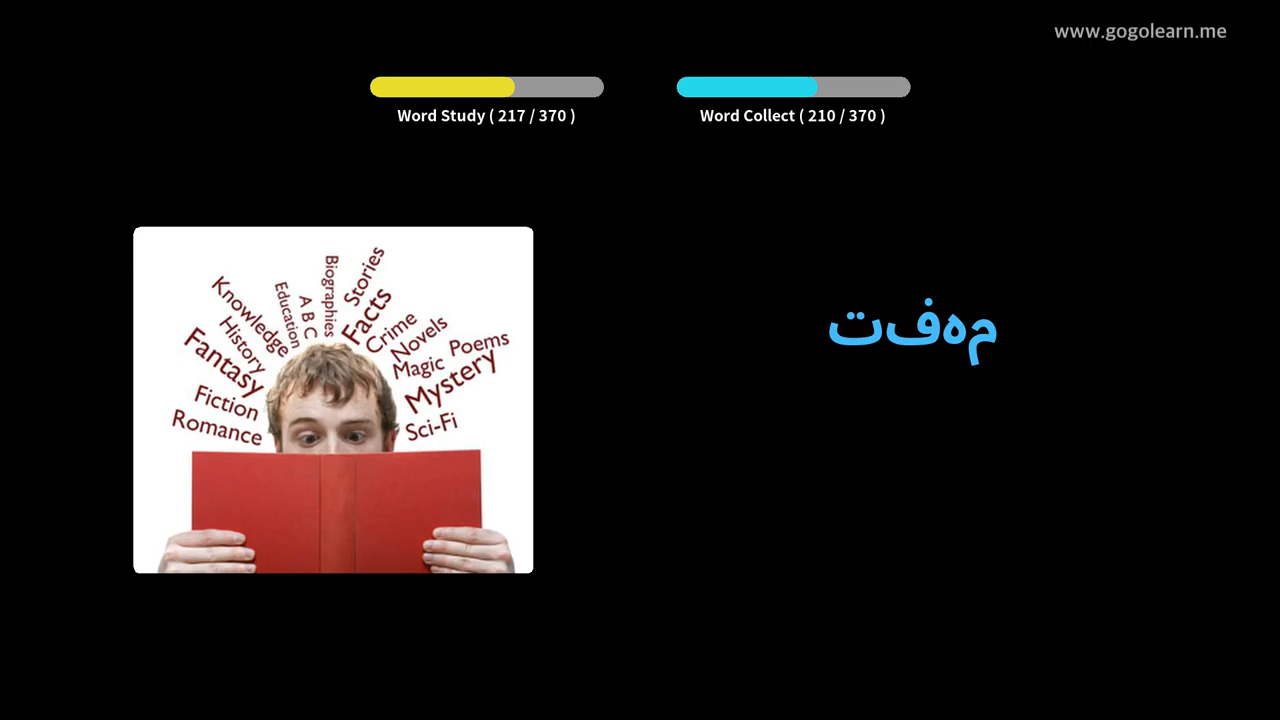 www.gogolearn.me
Word Study ( 217 / 370 )
Word Collect ( 210 / 370 )
Knowledge
Education
A B C
Biographies
Stories
Facts
Crime
Novels
Poems
Magic
Mystery
Sci-Fi
History
Fantasy
Fiction
Romance
مهفت